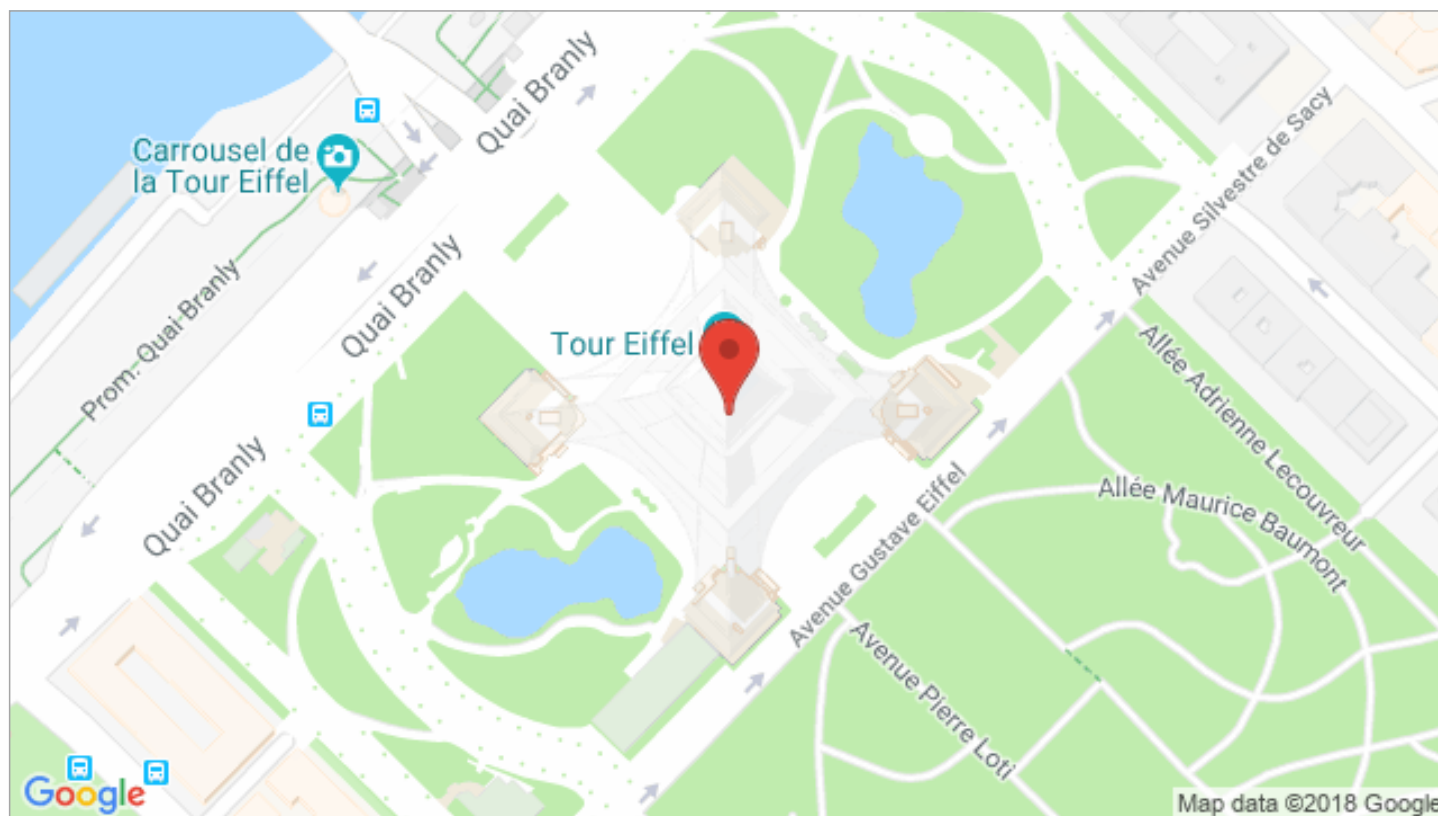 Quai Branly
Carrousel de
la Tour Eiffel
Avenue Silvestre de Sacy
Quai Branly
Prom. Quai Branly
Tour Eiffel
Allée Adrienne Lecouvreur
Quai Branly
Allée Maurice Baumont
Avenue Gustave Eiffel
Avenue Pierre Loti
Google
Map data ©2018 Google